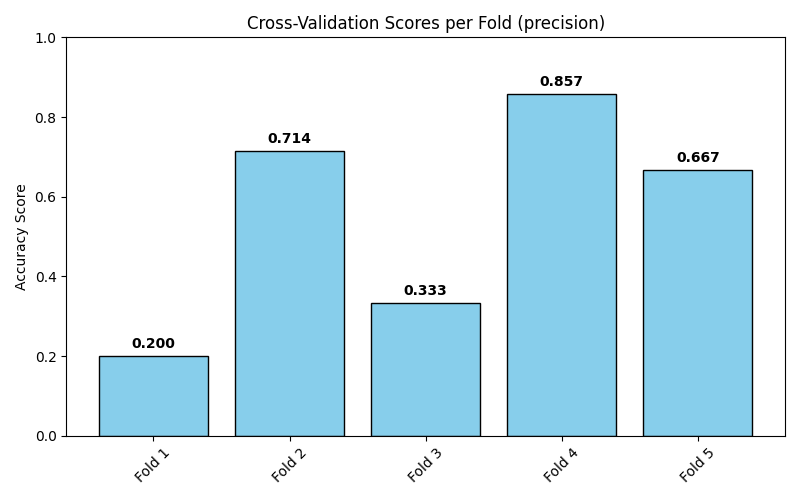 Cross-Validation Scores per Fold (precision)
Accuracy Score
1.0
0.8
0.6
0.4
0.2
0.0
0.200
0.714
0.333
0.857
0.667
Fold 1
Fold 2
Fold 3
Fold 4
Fold 5